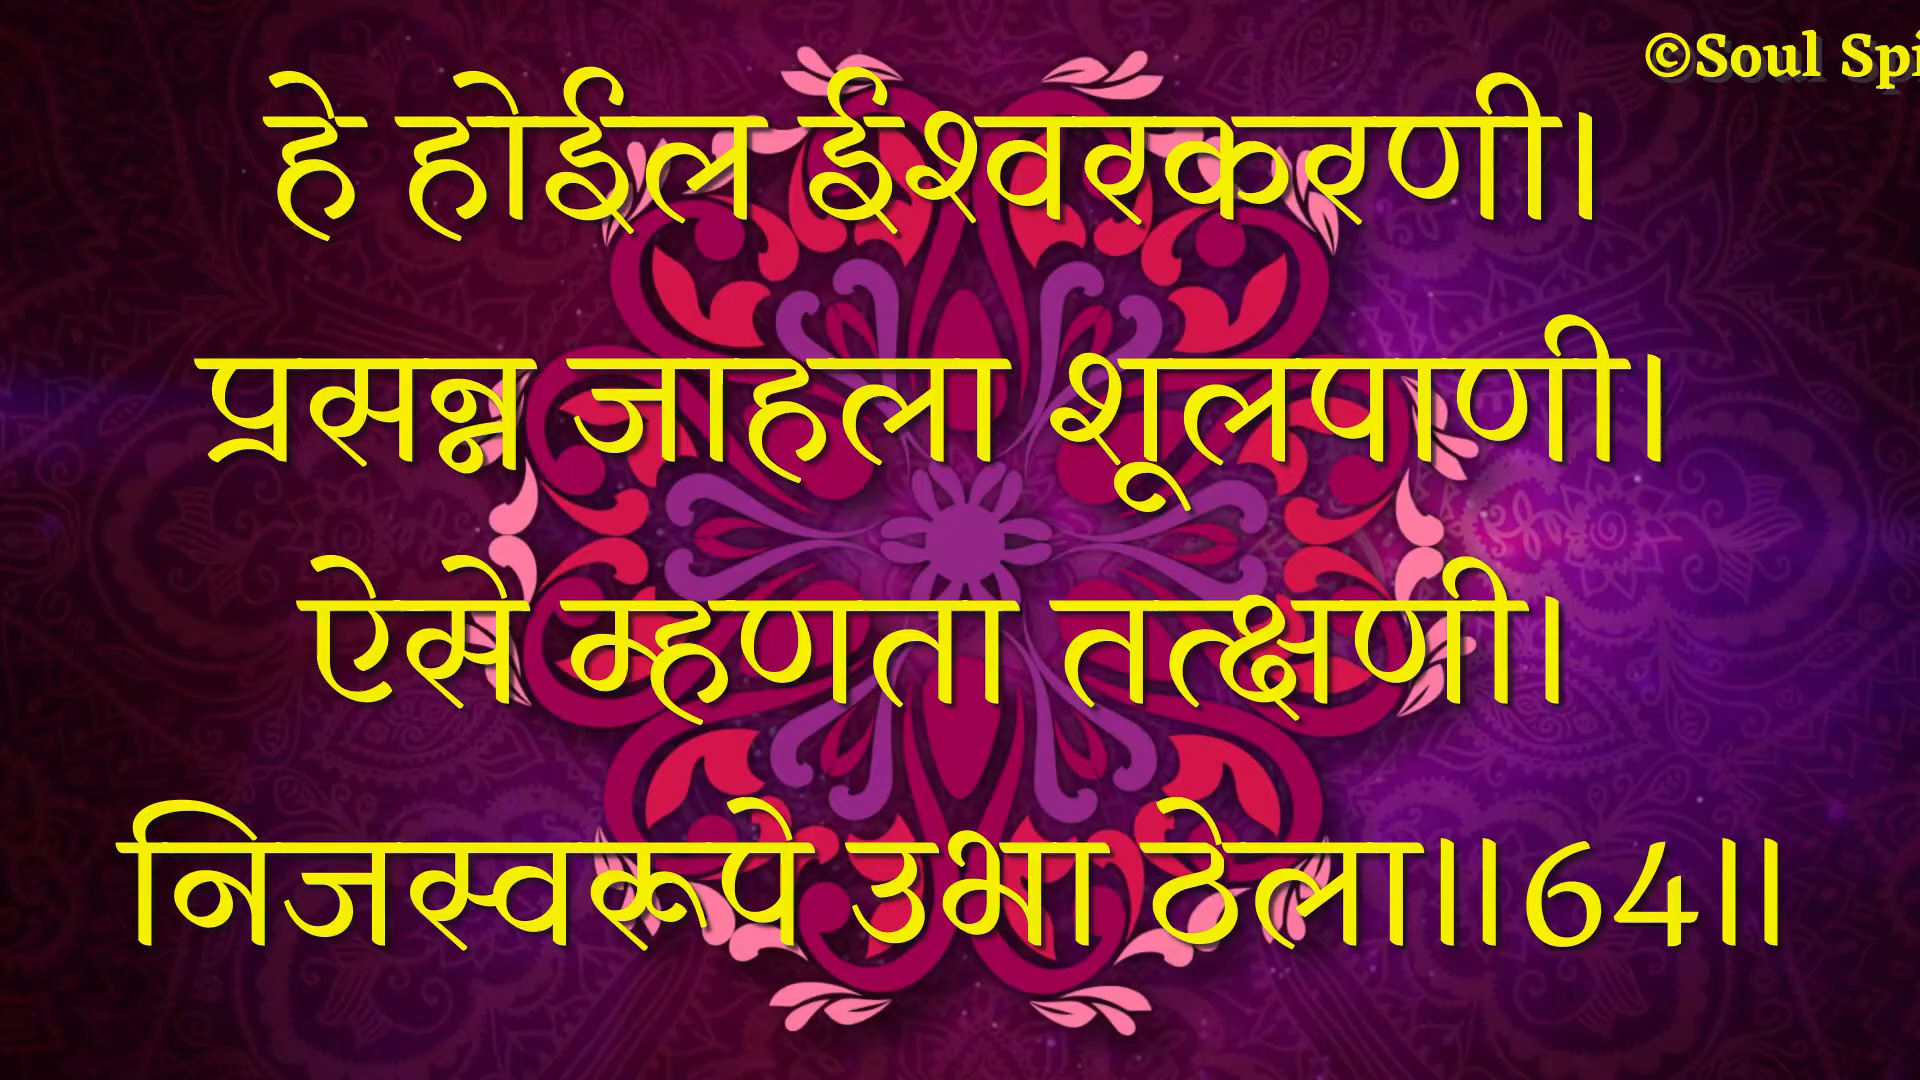 ©Soul Spi
हे होईल ईश्वरकरणी।
प्रसन्न जाहला शूलपाणी।
ऐसे म्हणता तत्क्षणी।
निजस्वरूपे उभा ठेला॥64॥